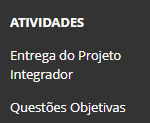 ATIVIDADES
Entrega do Projeto
Integrador
Questões Objetivas